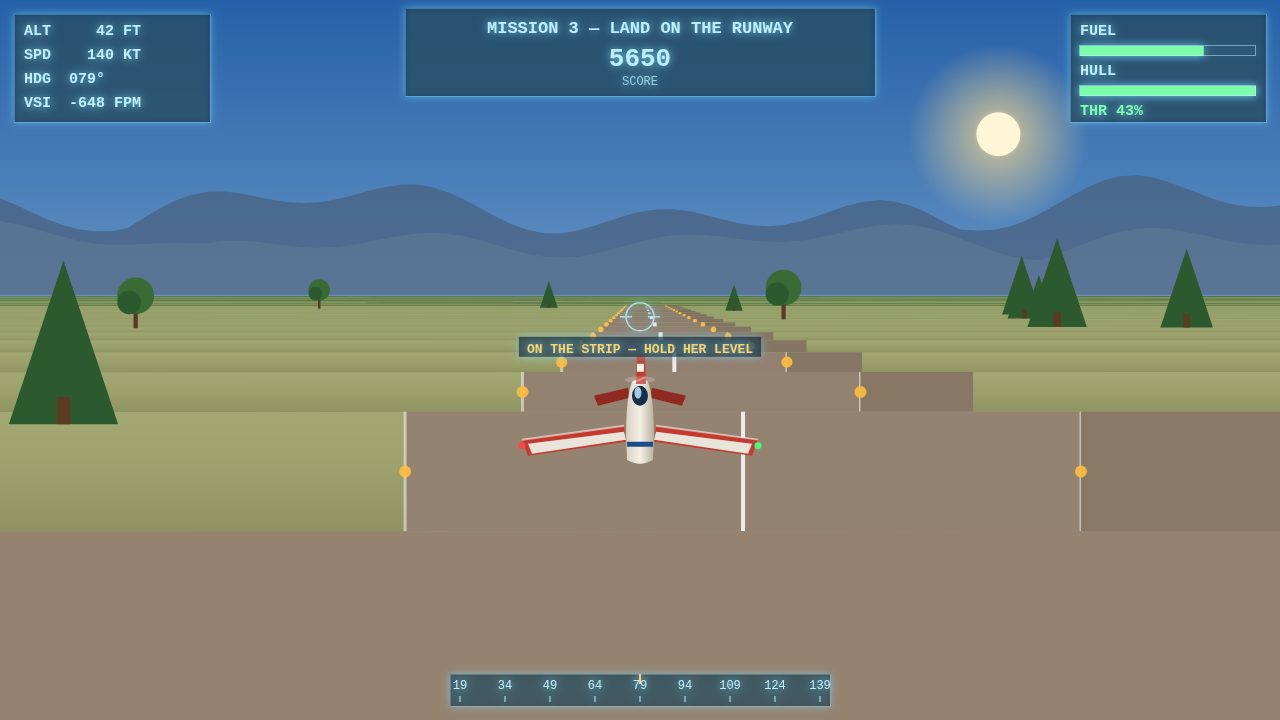 ALT 42 FT
SPD 140 KT
HDG 079°
VSI -648 FPM
MISSION 3 — LAND ON THE RUNWAY
5650
SCORE
FUEL
HULL
THR 43%
ON THE STRIP — HOLD HER LEVEL
19 34 49 64 79 94 109 124 139